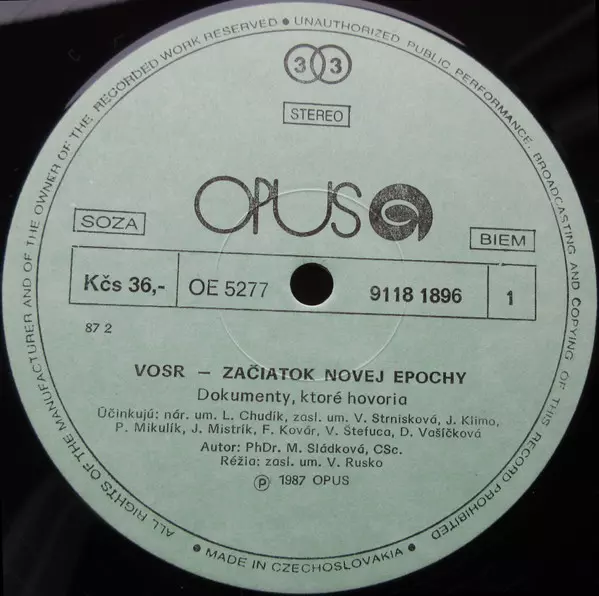 ALL RIGHTS OF THE MANUFACTURER AND OF THE OWNER OF THE RECORDED WORK RESERVED ● UNAUTHORIZED PUBLIC PERFORMANCE, BROADCASTING AND COPYING OF THIS RECORD PROHIBITED
33
STEREO
OPUS
SOZA
BIEM
Kčs 36,- OE 5277 9118 1896 1
87 2
VOSR — ZAČIATOK NOVEJ EPOCHY
Dokumenty, ktoré hovoria
Účinkujú: nár. um. L. Chudík, zasl. um. V. Strnisková, J. Klimo,
P. Mikulík, J. Mistrík, F. Kovár, V. Štefuca, D. Vašíčková
Autor: PhDr. M. Sládková, CSc.
Réžia: zasl. um. V. Rusko
℗ 1987 OPUS
● MADE IN CZECHOSLOVAKIA ●